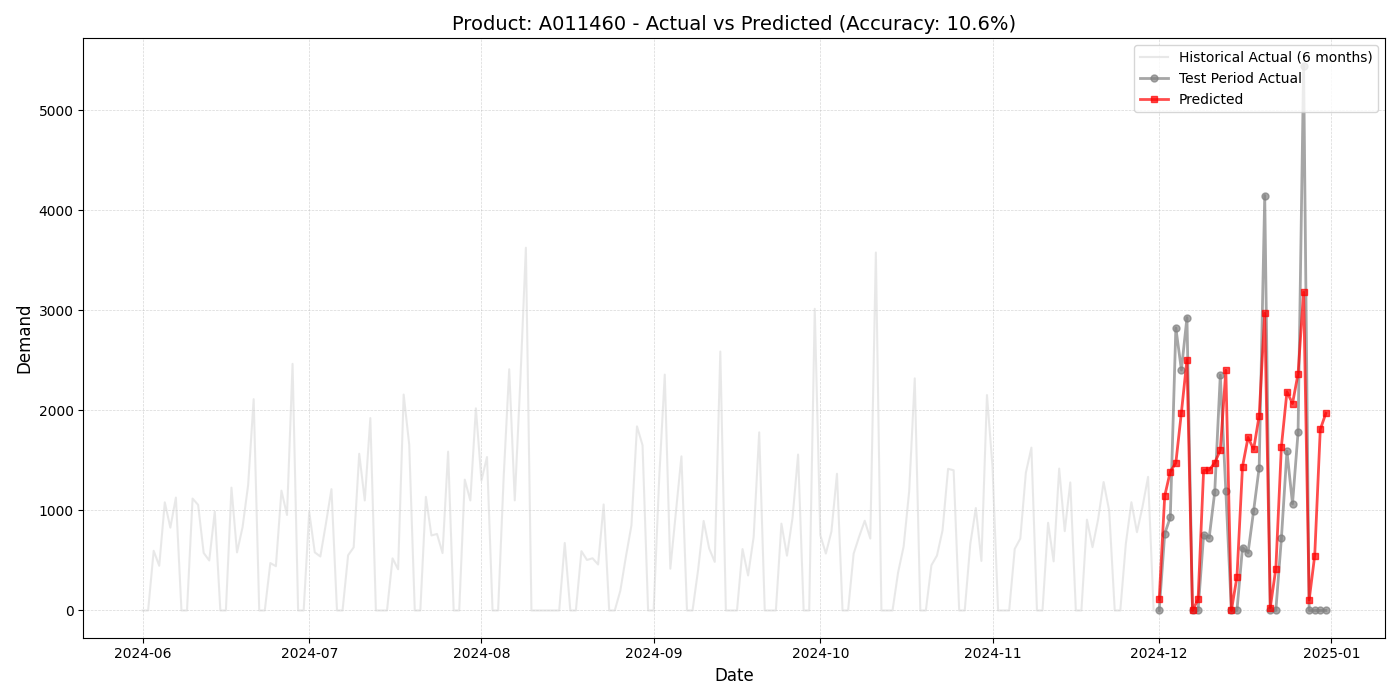 Product: A011460 - Actual vs Predicted (Accuracy: 10.6%)
Historical Actual (6 months)
Test Period Actual
Predicted
Demand
5000
4000
3000
2000
1000
0
2024-06
2024-07
2024-08
2024-09
2024-10
2024-11
2024-12
2025-01
Date